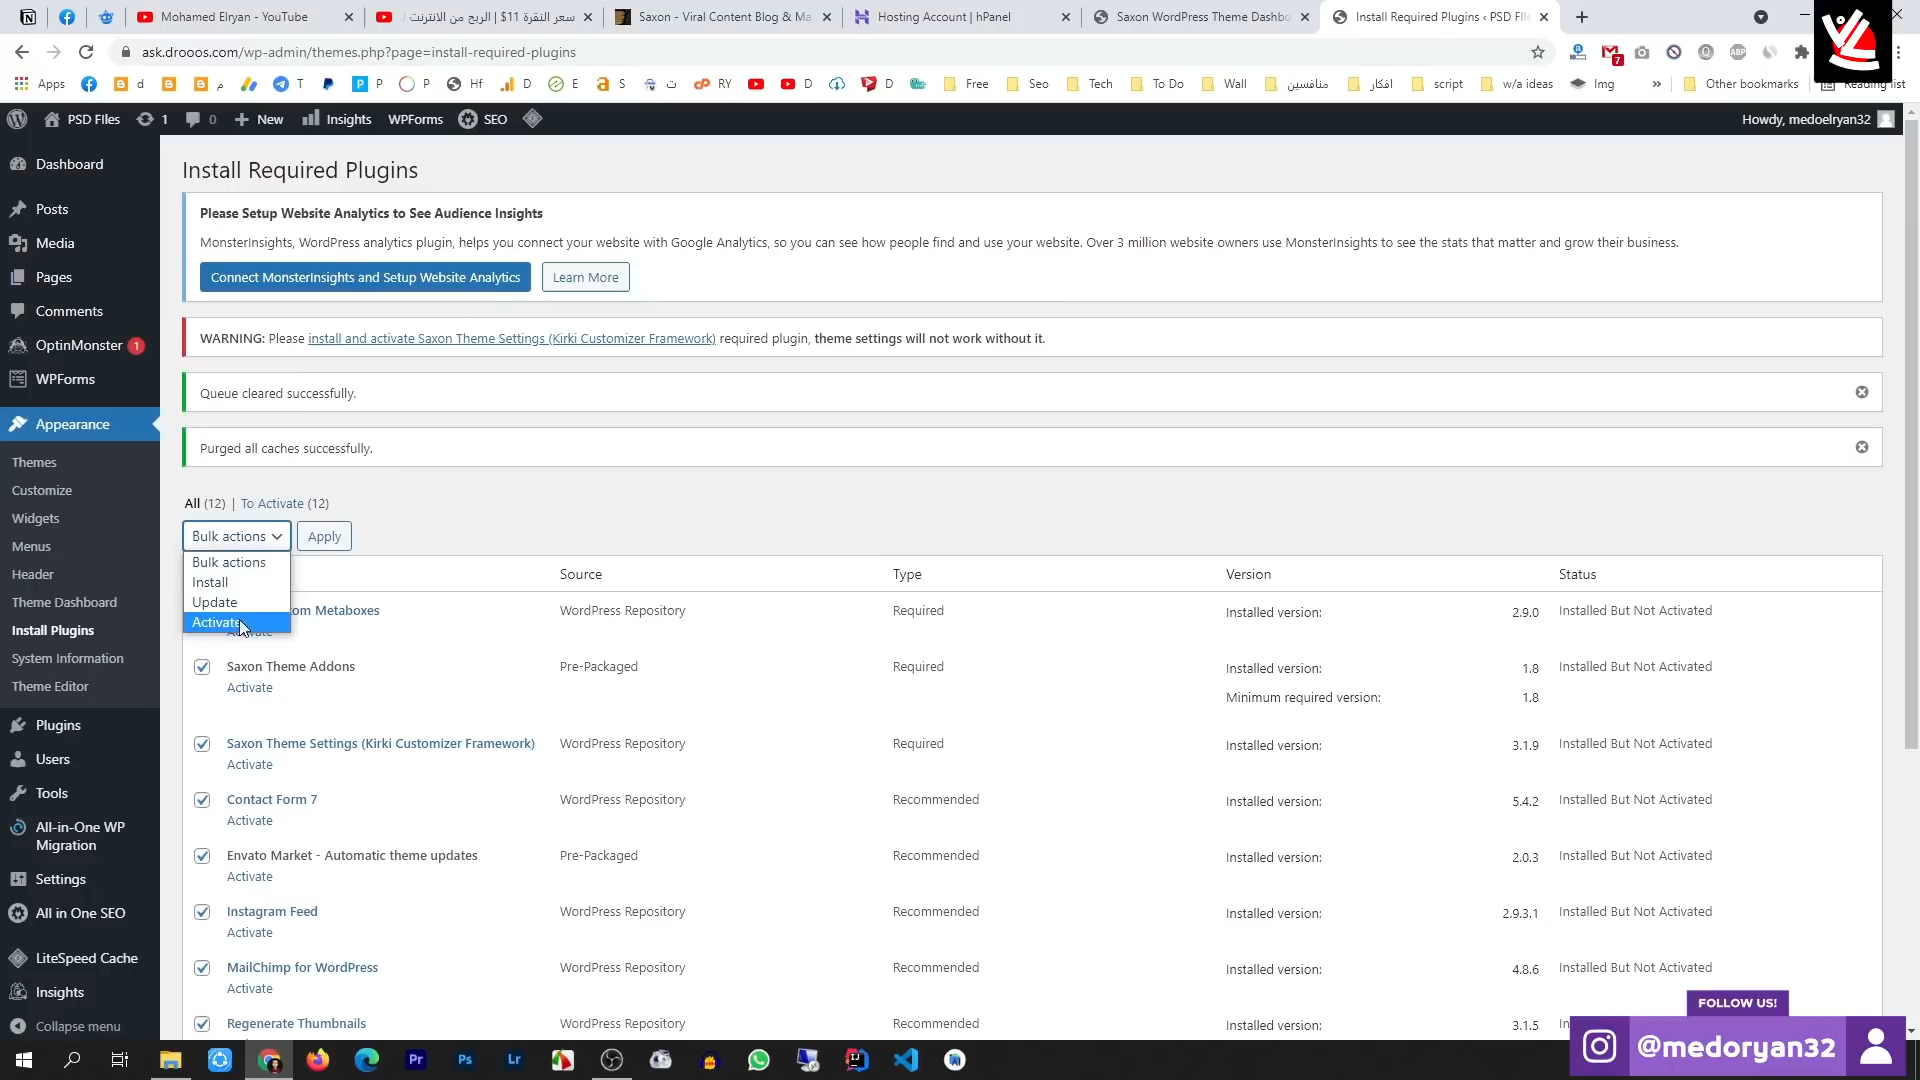 Mohamed Elryan - YouTube
سعر النقرة 11$ | الربح من الانترنت
Saxon - Viral Content Blog & Ma
Hosting Account | hPanel
Saxon WordPress Theme Dashbo
Install Required Plugins ‹ PSD FIle
ask.drooos.com/wp-admin/themes.php?page=install-required-plugins
7
ABP
Apps
d
م
T
P
P
Hf
D
E
S
ت
RY
D
D
Free
Seo
Tech
To Do
Wall
منافسين
افكار
script
w/a ideas
Img
»
Other bookmarks
Reading list
PSD FIles
1
0
New
Insights
WPForms
SEO
Howdy, medoelryan32
Dashboard
Posts
Media
Pages
Comments
OptinMonster 1
WPForms
Appearance
Themes
Customize
Widgets
Menus
Header
Theme Dashboard
Install Plugins
System Information
Theme Editor
Plugins
Users
Tools
All-in-One WP
Migration
Settings
All in One SEO
LiteSpeed Cache
Insights
Collapse menu
Install Required Plugins
Please Setup Website Analytics to See Audience Insights
MonsterInsights, WordPress analytics plugin, helps you connect your website with Google Analytics, so you can see how people find and use your website. Over 3 million website owners use MonsterInsights to see the stats that matter and grow their business.
Connect MonsterInsights and Setup Website Analytics
Learn More
WARNING: Please install and activate Saxon Theme Settings (Kirki Customizer Framework) required plugin, theme settings will not work without it.
Queue cleared successfully.
Purged all caches successfully.
All (12) | To Activate (12)
Bulk actions
Apply
Bulk actions
Install
Update
Activate
Source Type Version Status
om Metaboxes WordPress Repository Required Installed version: 2.9.0 Installed But Not Activated
Saxon Theme Addons Pre-Packaged Required Installed version: 1.8 Installed But Not Activated
Activate Minimum required version: 1.8
Saxon Theme Settings (Kirki Customizer Framework) WordPress Repository Required Installed version: 3.1.9 Installed But Not Activated
Activate
Contact Form 7 WordPress Repository Recommended Installed version: 5.4.2 Installed But Not Activated
Activate
Envato Market - Automatic theme updates Pre-Packaged Recommended Installed version: 2.0.3 Installed But Not Activated
Activate
Instagram Feed WordPress Repository Recommended Installed version: 2.9.3.1 Installed But Not Activated
Activate
MailChimp for WordPress WordPress Repository Recommended Installed version: 4.8.6 Installed But Not Activated
Activate
Regenerate Thumbnails WordPress Repository Recommended Installed version: 3.1.5
FOLLOW US!
@medoryan32
Pr
Ps
Lr